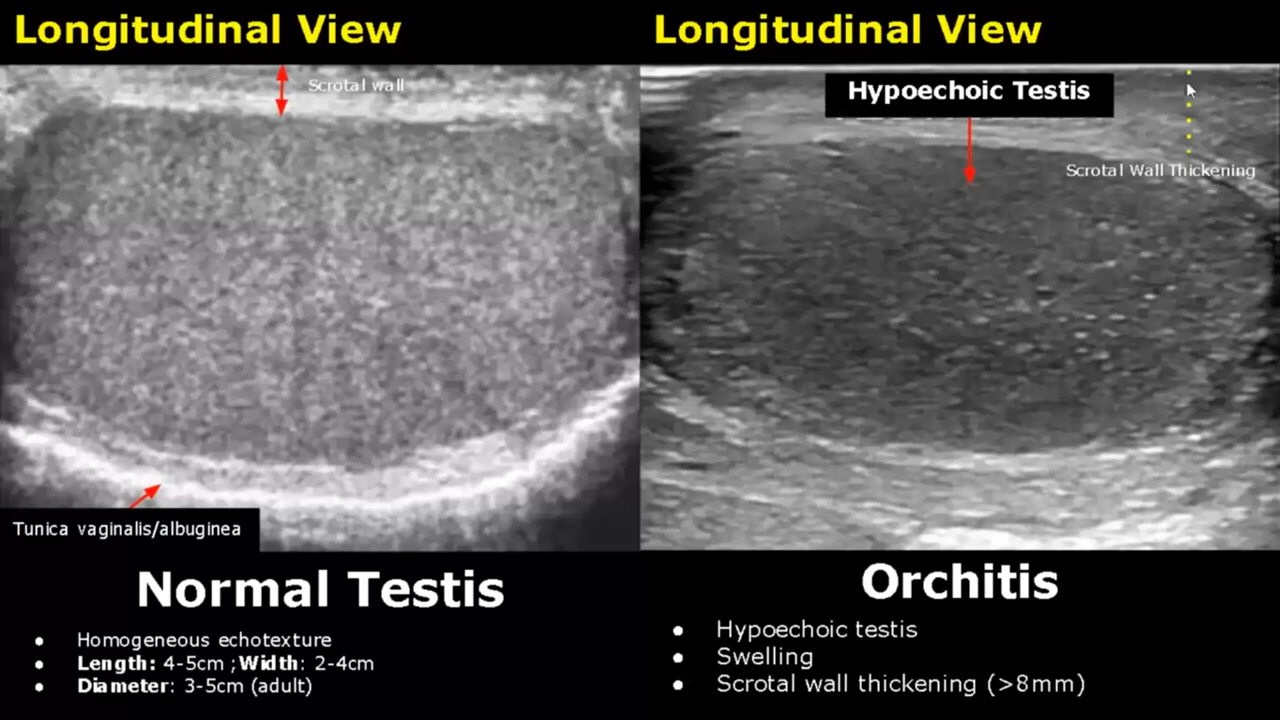 Longitudinal View
Scrotal wall
Tunica vaginalis/albuginea
Normal Testis
• Homogeneous echotexture
• Length: 4-5cm ; Width: 2-4cm
• Diameter: 3-5cm (adult)
Longitudinal View
Hypoechoic Testis
Scrotal Wall Thickening
Orchitis
• Hypoechoic testis
• Swelling
• Scrotal wall thickening (>8mm)